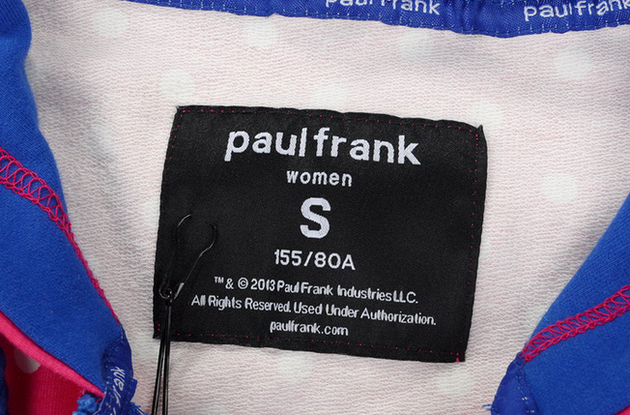 paul frank
paul frank
paul frank
women
S
155/80A
™ & © 2013 Paul Frank Industries LLC.
All Rights Reserved. Used Under Authorization.
paulfrank.com